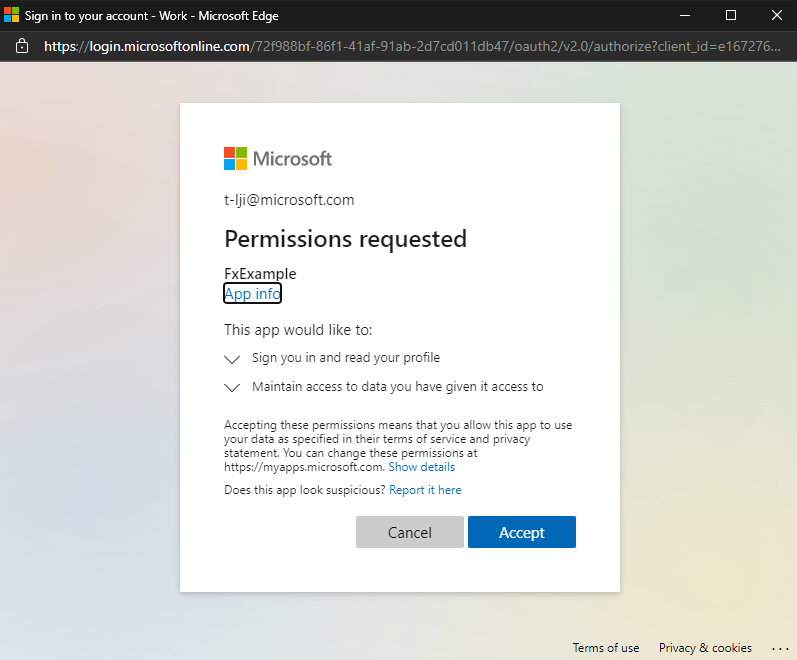 Sign in to your account - Work - Microsoft Edge
https://login.microsoftonline.com/72f988bf-86f1-41af-91ab-2d7cd011db47/oauth2/v2.0/authorize?client_id=e167276...
Microsoft
t-lji@microsoft.com
Permissions requested
FxExample
App info
This app would like to:
Sign you in and read your profile
Maintain access to data you have given it access to
Accepting these permissions means that you allow this app to use
your data as specified in their terms of service and privacy
statement. You can change these permissions at
https://myapps.microsoft.com. Show details
Does this app look suspicious? Report it here
Cancel Accept
Terms of use Privacy & cookies ...